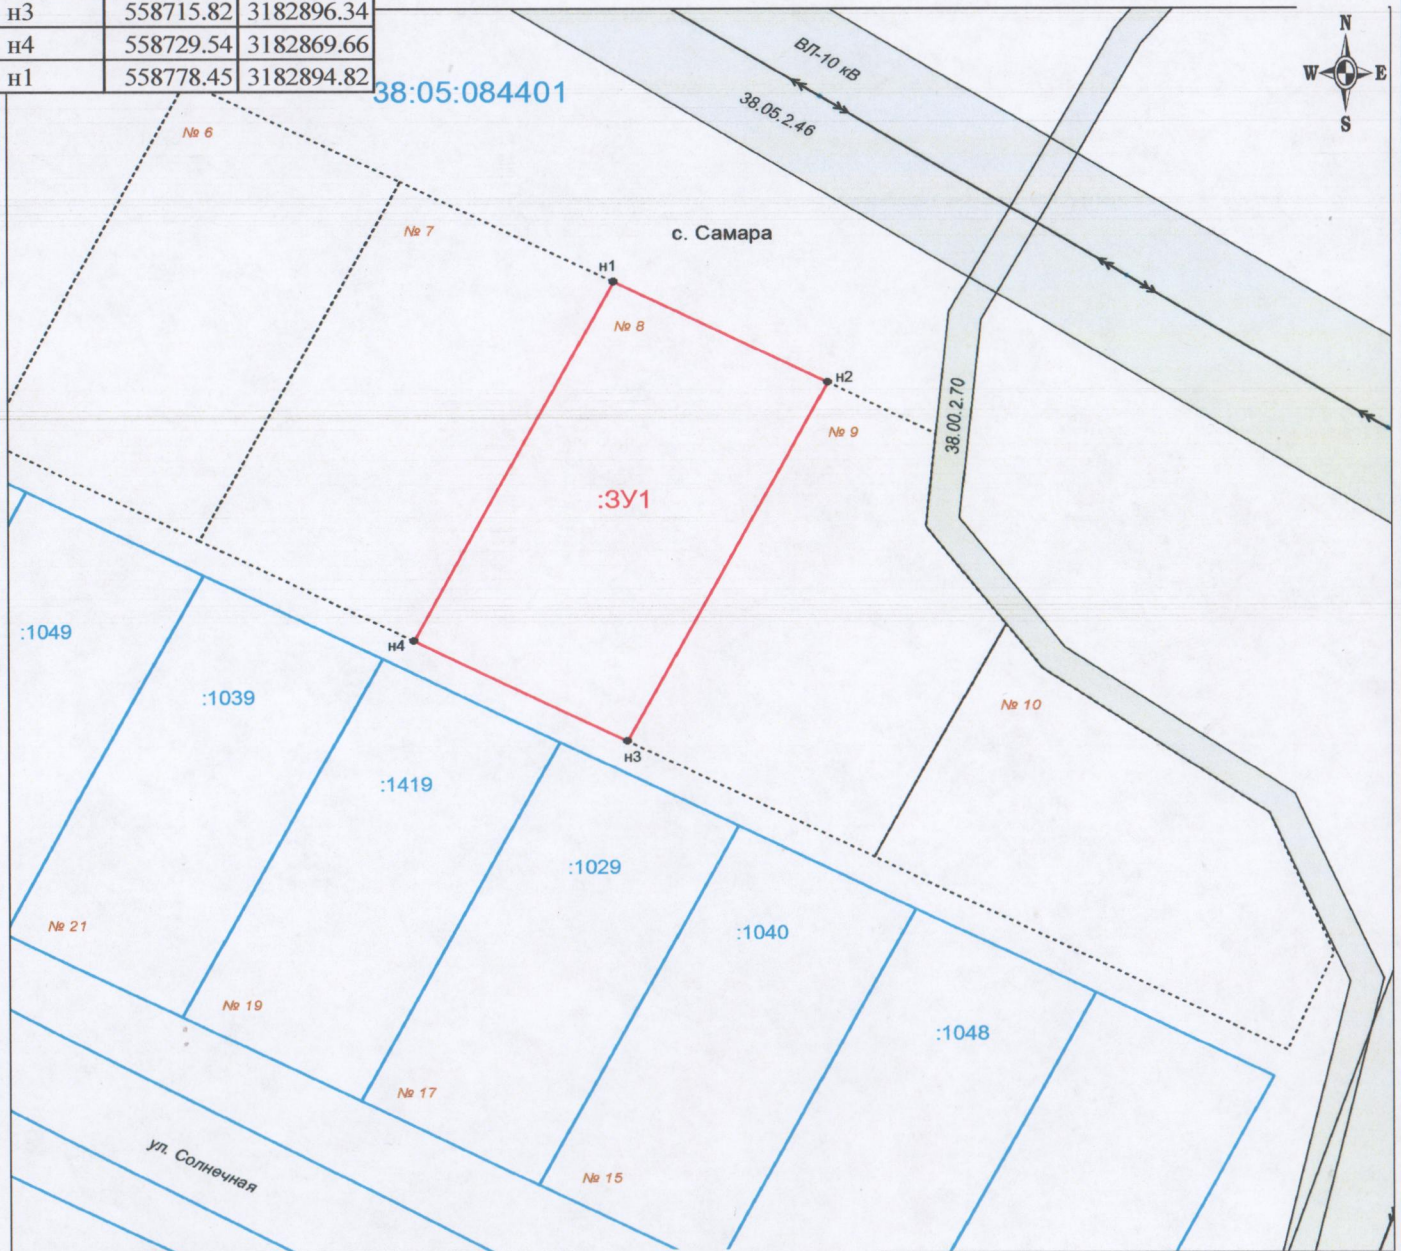 н3 558715.82 3182896.34
н4 558729.54 3182869.66
н1 558778.45 3182894.82
38:05:084401
ВЛ-10 кВ
38.05.2.46
N
W E
S
№ 6
№ 7
с. Самара
н1
№ 8
н2
№ 9
38.00.2.70
:ЗУ1
н4
:1049
:1039
№ 10
н3
:1419
:1029
№ 21
:1040
№ 19
:1048
№ 17
ул. Солнечная
№ 15